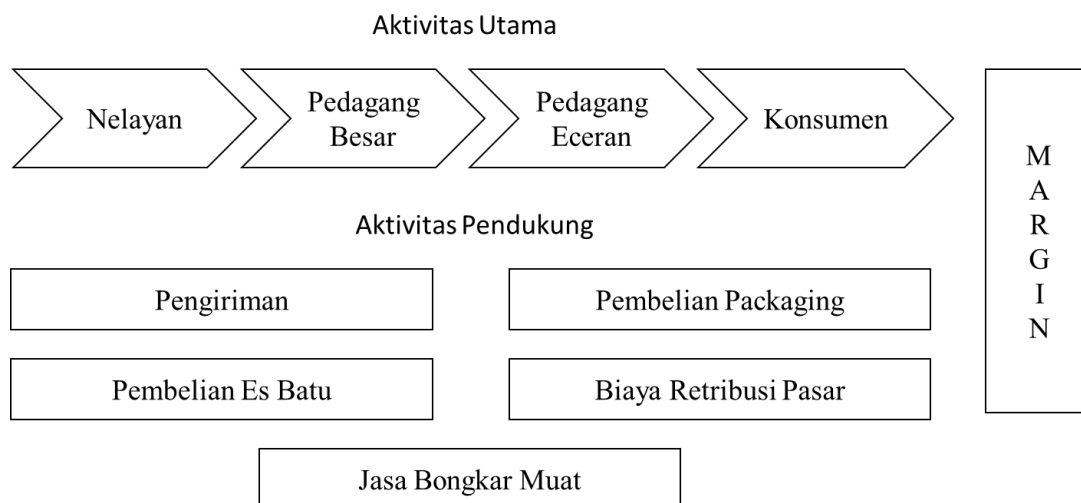 Aktivitas Utama
Nelayan
Pedagang
Besar
Pedagang
Eceran
Konsumen
M
A
R
G
I
N
Aktivitas Pendukung
Pengiriman
Pembelian Packaging
Pembelian Es Batu
Biaya Retribusi Pasar
Jasa Bongkar Muat